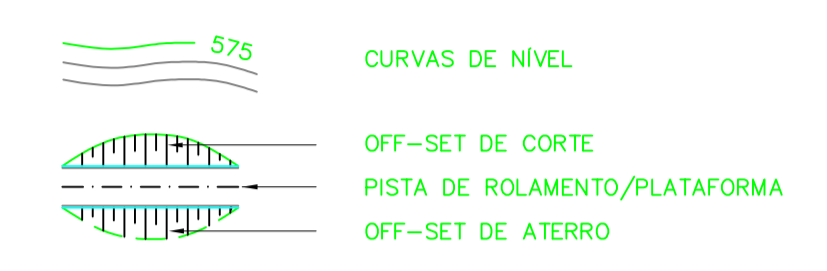 575
CURVAS DE NÍVEL
OFF-SET DE CORTE
PISTA DE ROLAMENTO/PLATAFORMA
OFF-SET DE ATERRO